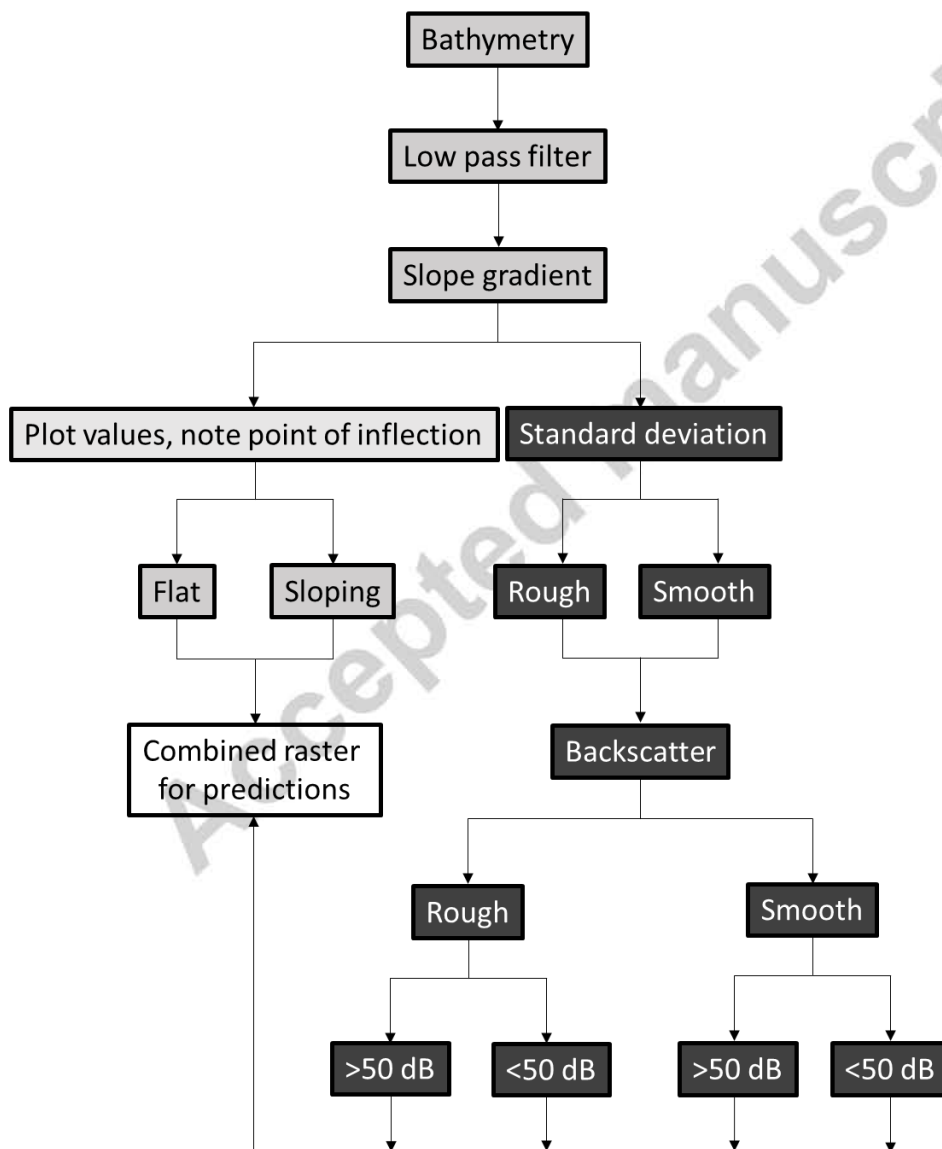 Bathymetry
Low pass filter
Slope gradient
Plot values, note point of inflection
Standard deviation
Flat
Sloping
Rough
Smooth
Combined raster
for predictions
Backscatter
Rough
Smooth
>50 dB
<50 dB
>50 dB
<50 dB
Accepted manuscri